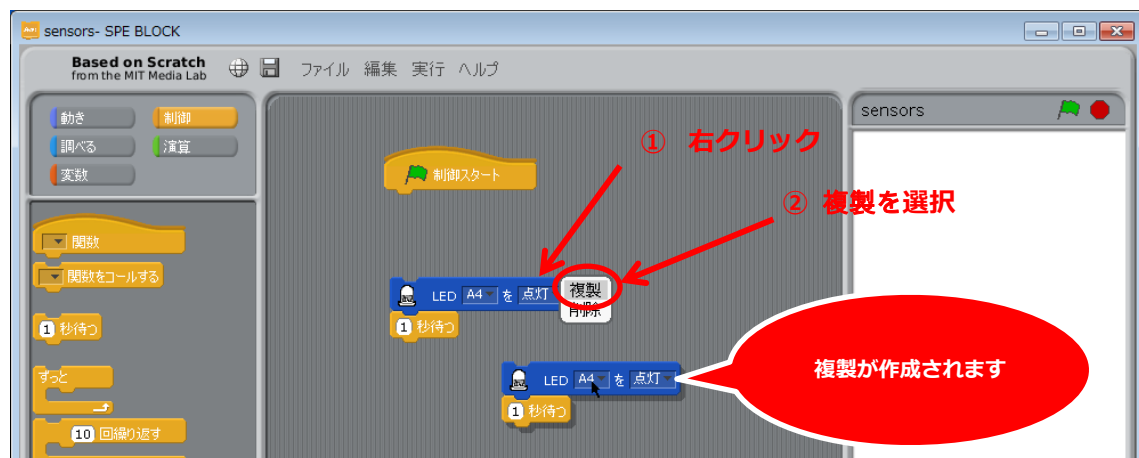 sensors- SPE BLOCK
Based on Scratch
from the MIT Media Lab
ファイル 編集 実行 ヘルプ
動き 制御
調べる 演算
変数
関数
関数をコールする
1 秒待つ
ずっと
10 回繰り返す
制御スタート
① 右クリック
② 複製を選択
LED A4 を 点灯
1 秒待つ
複製
削除
LED A4 を 点灯
1 秒待つ
複製が作成されます
sensors